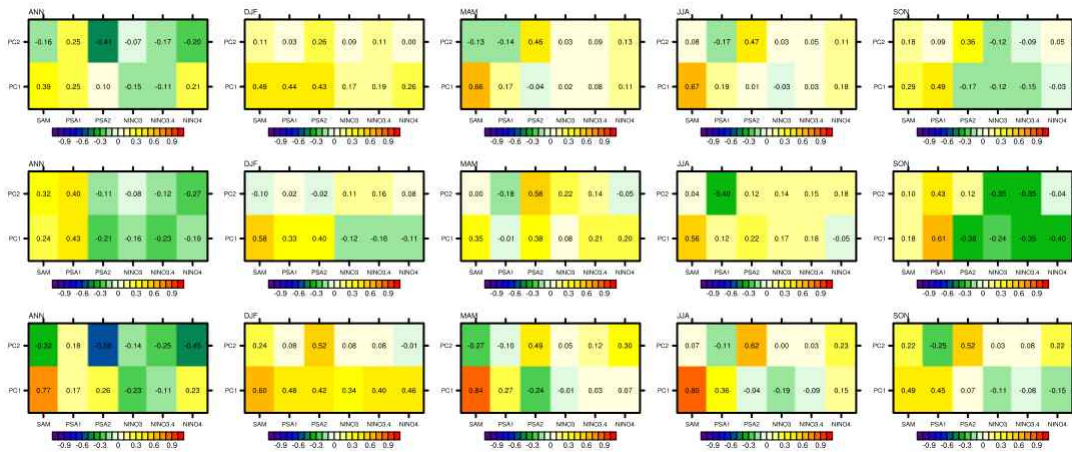 ANN DJF MAM JJA SON
PC2 -0.16 0.25 -0.41 -0.07 -0.17 -0.20 PC2 0.11 0.03 0.26 0.09 0.11 0.00 PC2 -0.13 -0.14 0.46 0.03 0.09 0.13 PC2 0.08 -0.17 0.47 0.03 0.05 0.11 PC2 0.18 0.09 0.36 -0.12 -0.09 0.05
PC1 0.39 0.25 0.10 -0.15 -0.11 0.21 PC1 0.49 0.44 0.43 0.17 0.19 0.26 PC1 0.66 0.17 -0.04 0.02 0.08 0.11 PC1 0.67 0.19 0.01 -0.03 0.03 0.18 PC1 0.29 0.49 -0.17 -0.12 -0.15 -0.03
SAM PSA1 PSA2 NINO3 NINO3.4 NINO4 SAM PSA1 PSA2 NINO3 NINO3.4 NINO4 SAM PSA1 PSA2 NINO3 NINO3.4 NINO4 SAM PSA1 PSA2 NINO3 NINO3.4 NINO4 SAM PSA1 PSA2 NINO3 NINO3.4 NINO4
-0.9 -0.6 -0.3 0 0.3 0.6 0.9 -0.9 -0.6 -0.3 0 0.3 0.6 0.9 -0.9 -0.6 -0.3 0 0.3 0.6 0.9 -0.9 -0.6 -0.3 0 0.3 0.6 0.9 -0.9 -0.6 -0.3 0 0.3 0.6 0.9
ANN DJF MAM JJA SON
PC2 0.32 0.40 -0.11 -0.08 -0.12 -0.27 PC2 -0.10 0.02 -0.02 0.11 0.16 0.08 PC2 0.00 -0.18 0.58 0.22 0.14 -0.05 PC2 0.04 0.12 0.14 0.15 0.18 PC2 0.10 0.43 0.12 -0.35 -0.35 -0.04
PC1 0.24 0.43 -0.21 -0.16 -0.23 -0.19 PC1 0.58 0.33 0.40 -0.12 -0.16 -0.11 PC1 0.35 -0.01 0.38 0.08 0.21 0.20 PC1 0.56 0.12 0.22 0.17 0.18 -0.05 PC1 0.18 0.61 -0.38 -0.24 -0.35 -0.40
SAM PSA1 PSA2 NINO3 NINO3.4 NINO4 SAM PSA1 PSA2 NINO3 NINO3.4 NINO4 SAM PSA1 PSA2 NINO3 NINO3.4 NINO4 SAM PSA1 PSA2 NINO3 NINO3.4 NINO4 SAM PSA1 PSA2 NINO3 NINO3.4 NINO4
-0.9 -0.6 -0.3 0 0.3 0.6 0.9 -0.9 -0.6 -0.3 0 0.3 0.6 0.9 -0.9 -0.6 -0.3 0 0.3 0.6 0.9 -0.9 -0.6 -0.3 0 0.3 0.6 0.9 -0.9 -0.6 -0.3 0 0.3 0.6 0.9
ANN DJF MAM JJA SON
PC2 -0.32 0.18 -0.14 -0.25 PC2 0.24 0.08 0.52 0.08 0.08 -0.01 PC2 -0.27 -0.10 0.49 0.05 0.12 0.30 PC2 0.07 -0.11 0.62 0.00 0.03 0.23 PC2 0.22 -0.25 0.52 0.03 0.08 0.22
PC1 0.77 0.17 0.26 -0.23 -0.11 0.23 PC1 0.60 0.48 0.42 0.34 0.40 0.46 PC1 0.84 0.27 -0.24 -0.01 0.03 0.07 PC1 0.80 0.36 -0.04 -0.19 -0.09 0.15 PC1 0.49 0.45 0.07 -0.11 -0.08 -0.15
SAM PSA1 PSA2 NINO3 NINO3.4 NINO4 SAM PSA1 PSA2 NINO3 NINO3.4 NINO4 SAM PSA1 PSA2 NINO3 NINO3.4 NINO4 SAM PSA1 PSA2 NINO3 NINO3.4 NINO4 SAM PSA1 PSA2 NINO3 NINO3.4 NINO4
-0.9 -0.6 -0.3 0 0.3 0.6 0.9 -0.9 -0.6 -0.3 0 0.3 0.6 0.9 -0.9 -0.6 -0.3 0 0.3 0.6 0.9 -0.9 -0.6 -0.3 0 0.3 0.6 0.9 -0.9 -0.6 -0.3 0 0.3 0.6 0.9